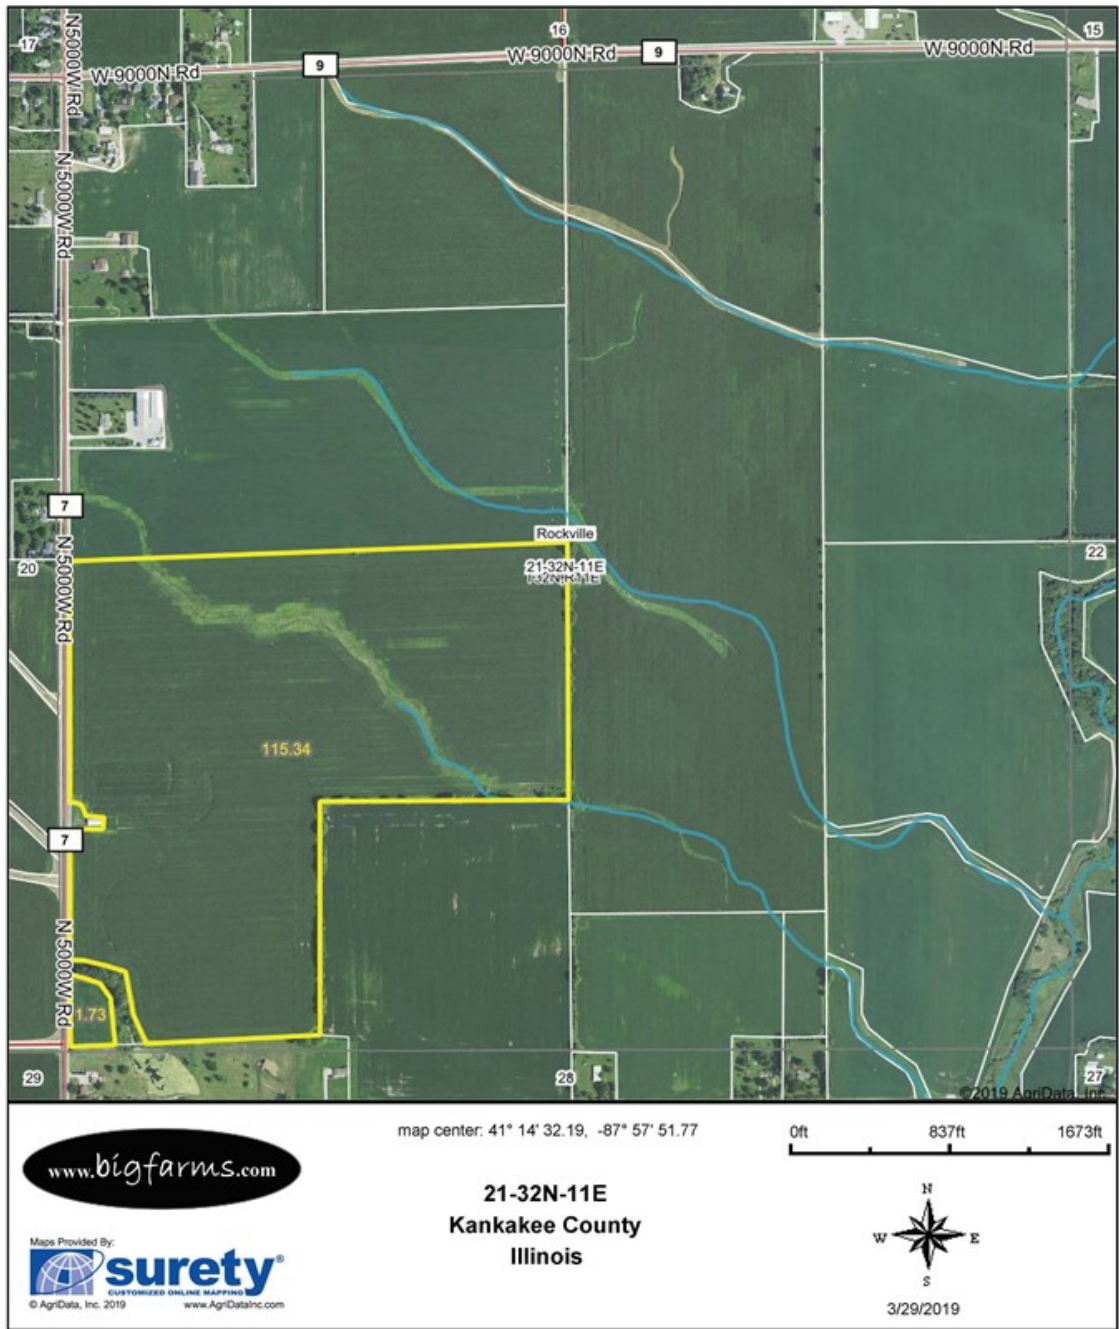 17
16
15
N5000W Rd
W 9000N Rd
9
W 9000N Rd
9
W 9000N Rd
N 5000W Rd
7
Rockville
20
21-32N-11E
22
N 5000W Rd
115.34
7
N 5000W Rd
1.73
29
28
27
©2019 AgriData, Inc.
map center: 41° 14' 32.19, -87° 57' 51.77
0ft 837ft 1673ft
www.bigfarms.com
21-32N-11E
Kankakee County
Illinois
N
W E
S
Maps Provided By:
surety®
CUSTOMIZED ONLINE MAPPING
© AgriData, Inc. 2019 www.AgriDataInc.com
3/29/2019